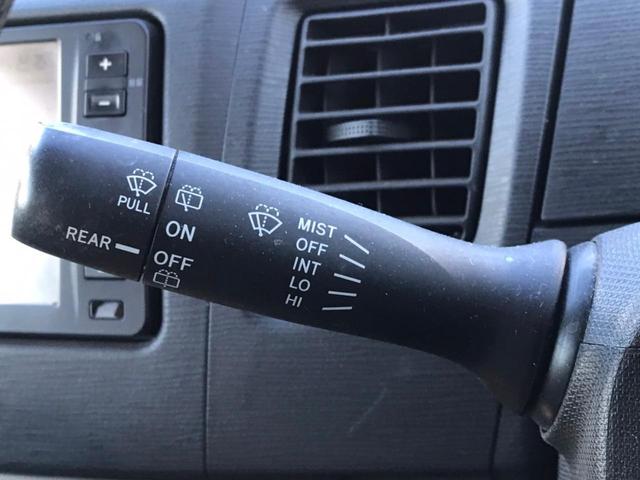 PULL
REAR
ON
OFF
MIST
OFF
INT
LO
HI
+
-